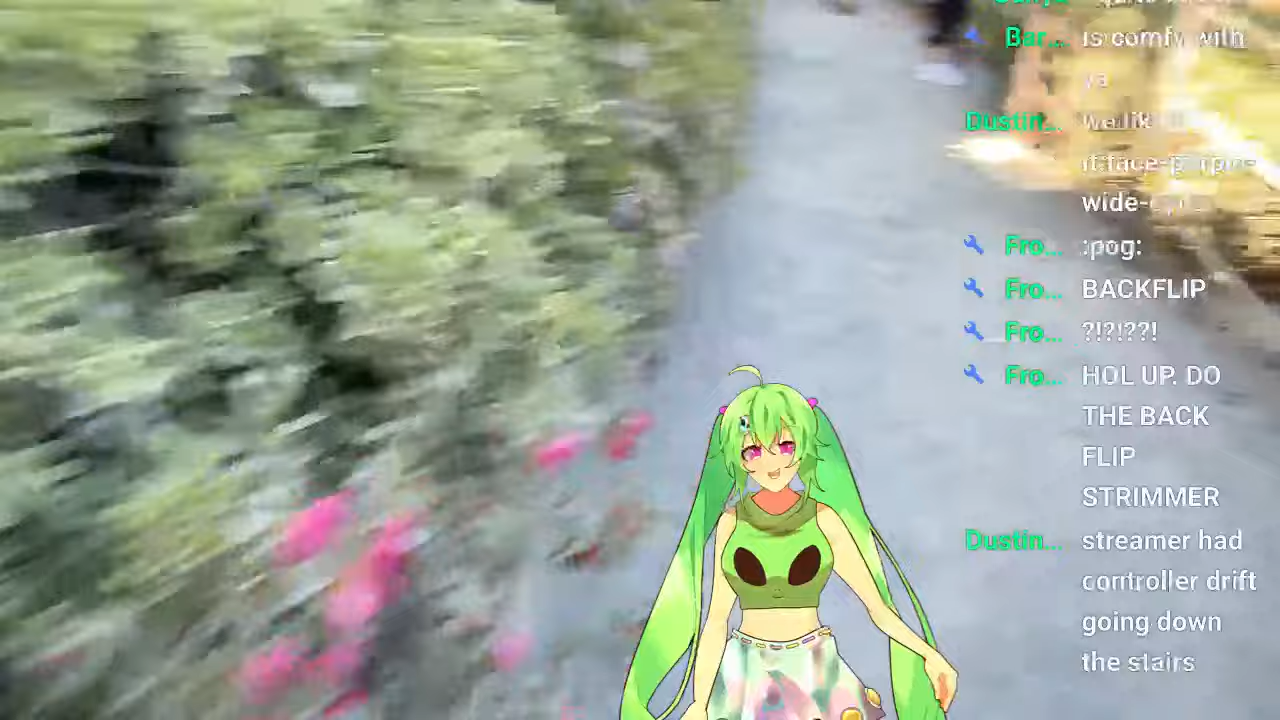 Bar... is comfy with
ya
Dustin...
wide-
Fro... :pog:
Fro... BACKFLIP
Fro... ?!?!??!
Fro... HOL UP. DO
THE BACK
FLIP
STRIMMER
Dustin... streamer had
controller drift
going down
the stairs